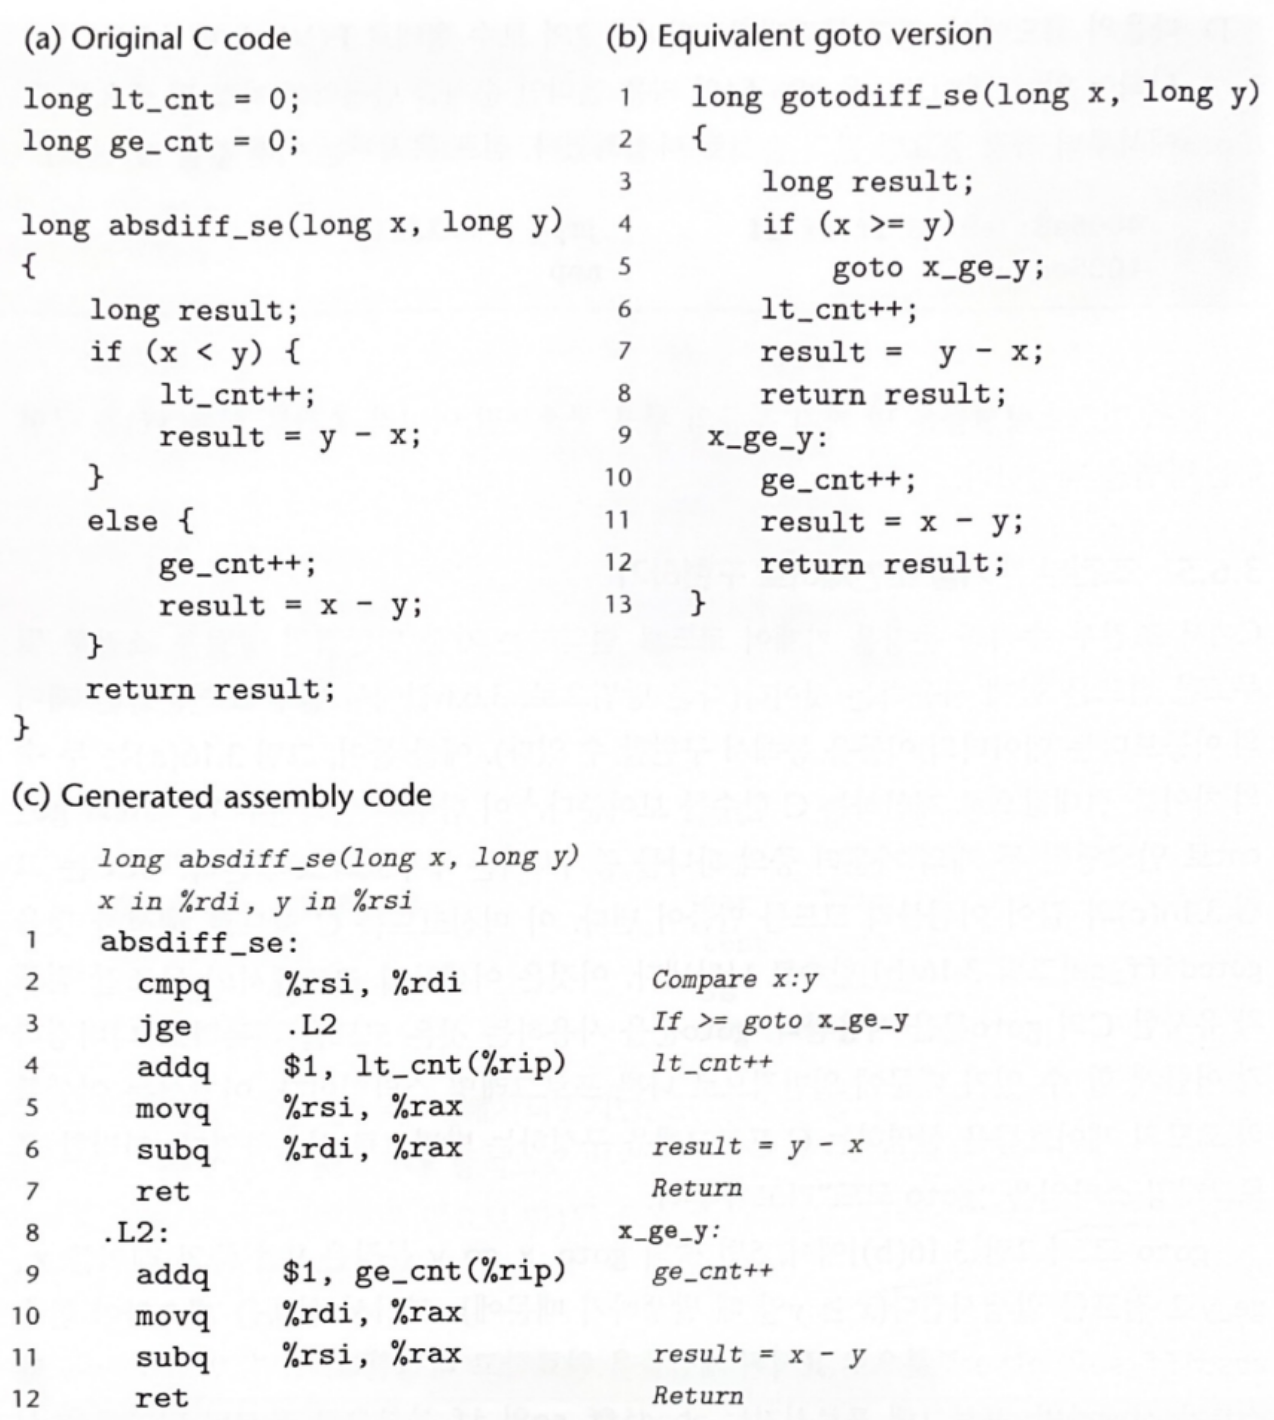 (a) Original C code
long lt_cnt = 0;
long ge_cnt = 0;
long absdiff_se(long x, long y)
{
long result;
if (x < y) {
lt_cnt++;
result = y - x;
}
else {
ge_cnt++;
result = x - y;
}
return result;
}
(b) Equivalent goto version
1 long gotodiff_se(long x, long y)
2 {
3 long result;
4 if (x >= y)
5 goto x_ge_y;
6 lt_cnt++;
7 result = y - x;
8 return result;
9 x_ge_y:
10 ge_cnt++;
11 result = x - y;
12 return result;
13 }
(c) Generated assembly code
long absdiff_se(long x, long y)
x in %rdi, y in %rsi
1 absdiff_se:
2 cmpq %rsi, %rdi Compare x:y
3 jge .L2 If >= goto x_ge_y
4 addq $1, lt_cnt(%rip) lt_cnt++
5 movq %rsi, %rax
6 subq %rdi, %rax result = y - x
7 ret Return
8 .L2: x_ge_y:
9 addq $1, ge_cnt(%rip) ge_cnt++
10 movq %rdi, %rax
11 subq %rsi, %rax result = x - y
12 ret Return